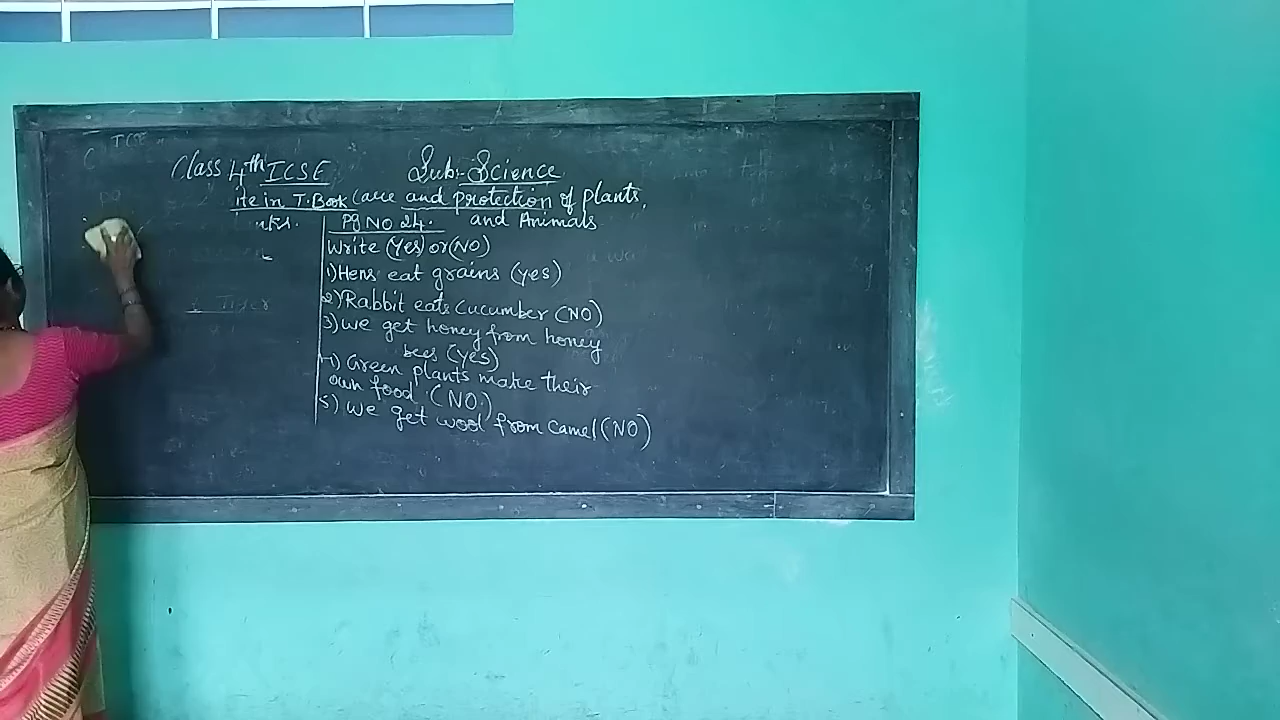 Class 4th ICSE Sub:- Science
ite in T.Book Care and protection of plants,
and Animals
Pg NO 24.
Write (Yes) or (NO)
1) Hens eat grains (yes)
2) Rabbit eats Cucumber (NO)
3) we get honey from honey
bees (yes)
4) Green plants make their
own food (NO.)
5) we get wool from camel (NO)